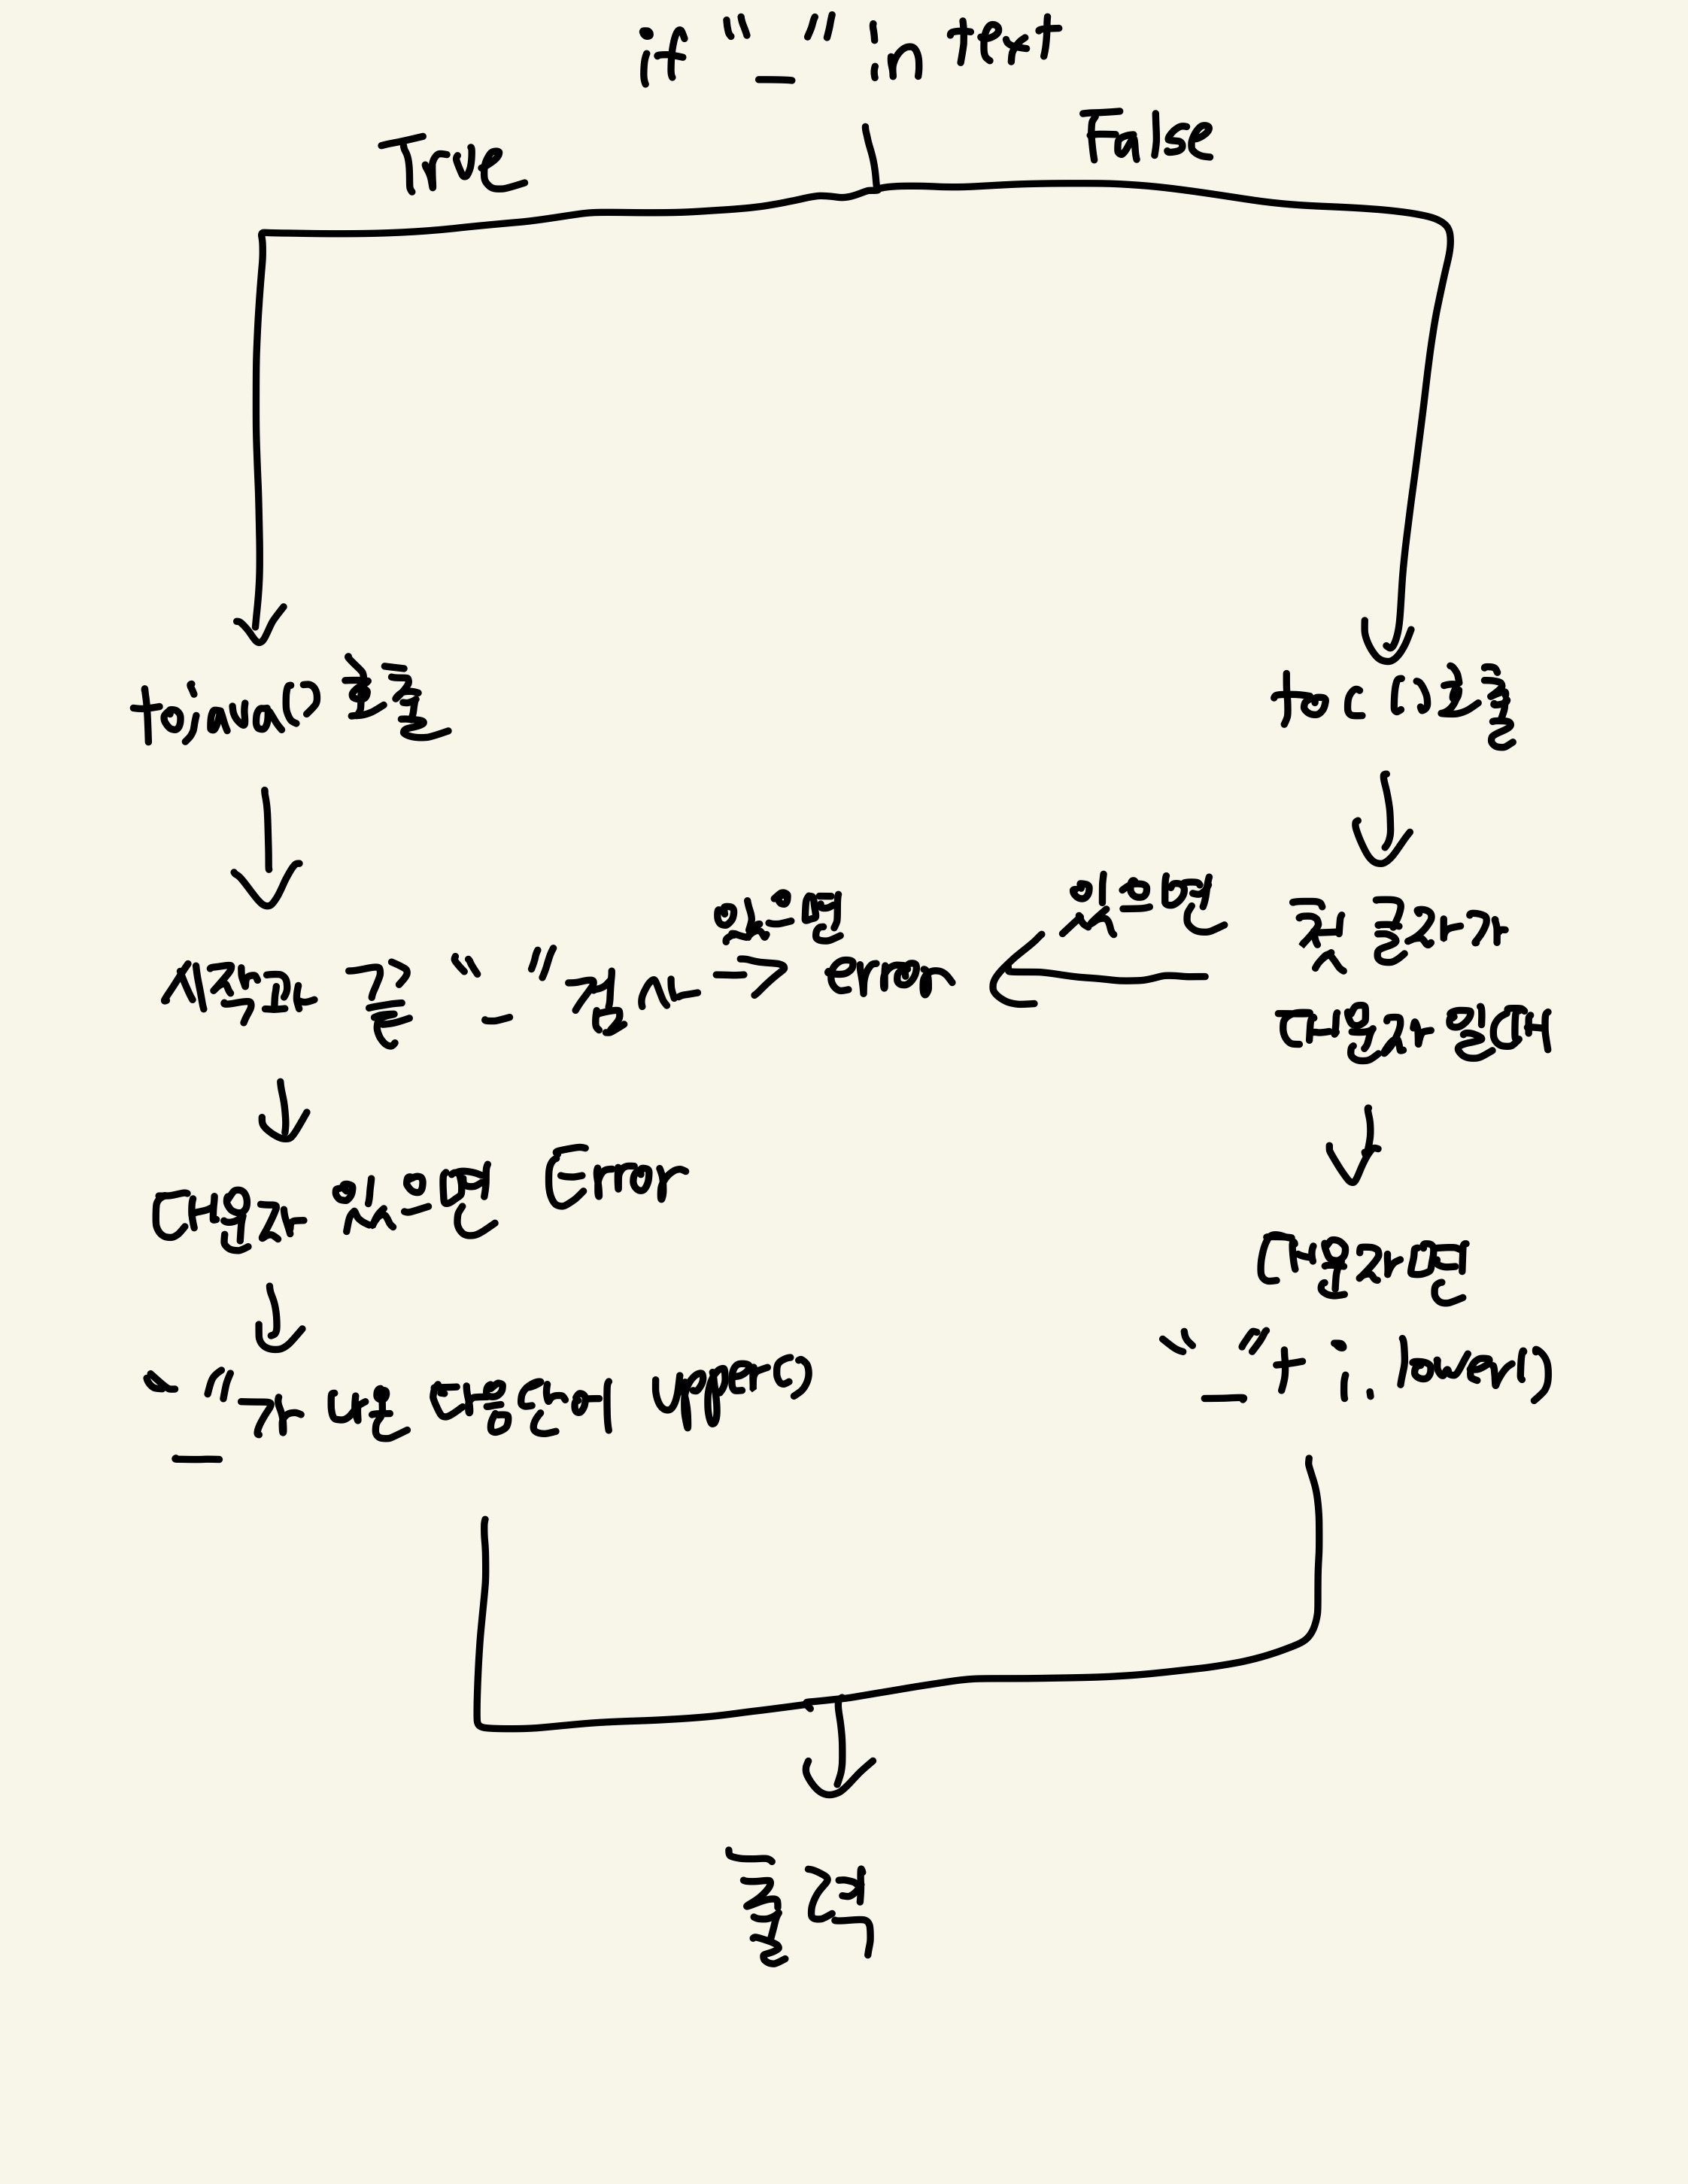 if "_" in text
True
False
tojava() 호출
toc() 호출
있으면
있으면
시작과 끝 "_" 검사 → error
첫 글자가
대문자일때
대문자 있으면 Error
대문자면
"_"가 나온 다음단어 upper()
"_" + i.lower()
출력